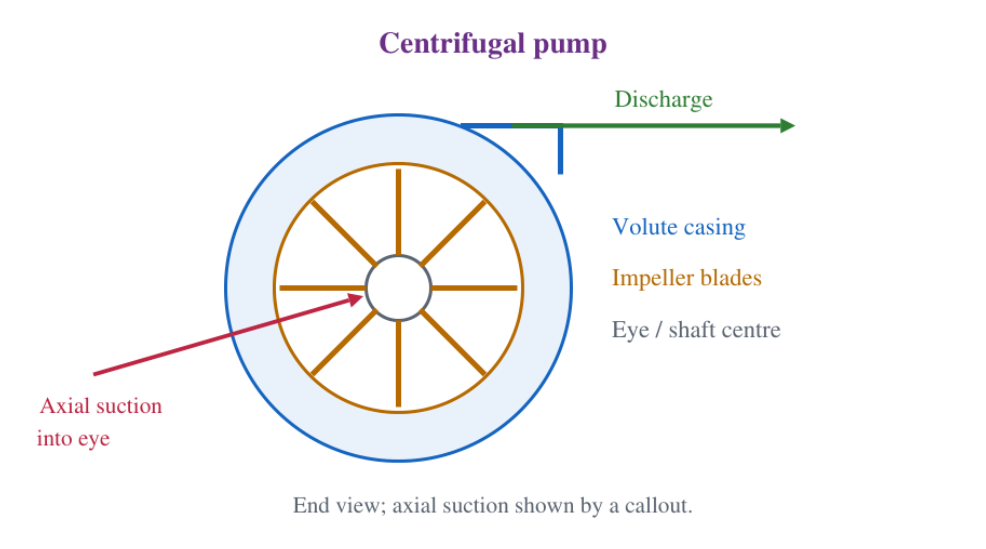 Centrifugal pump
Discharge
Volute casing
Impeller blades
Eye / shaft centre
Axial suction
into eye
End view; axial suction shown by a callout.